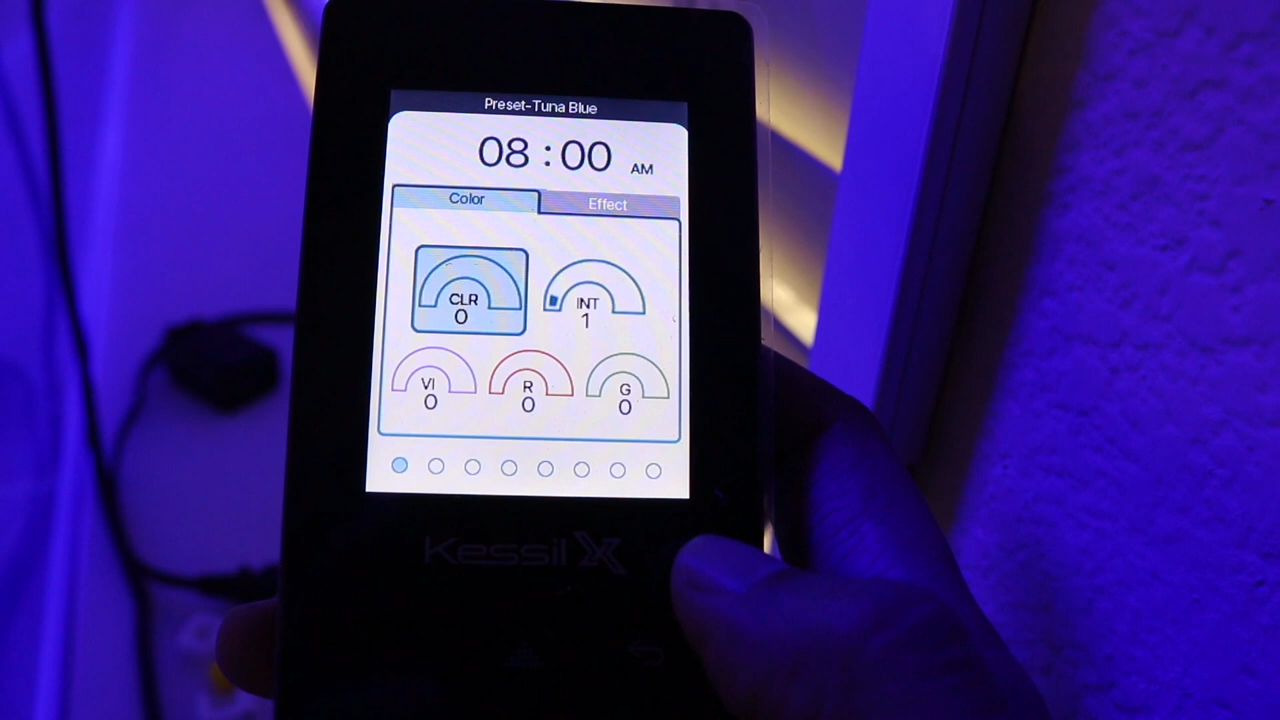 Preset-Tuna Blue
08 : 00 AM
Color Effect
CLR INT
0 1
VI R G
0 0 0
Kessil X